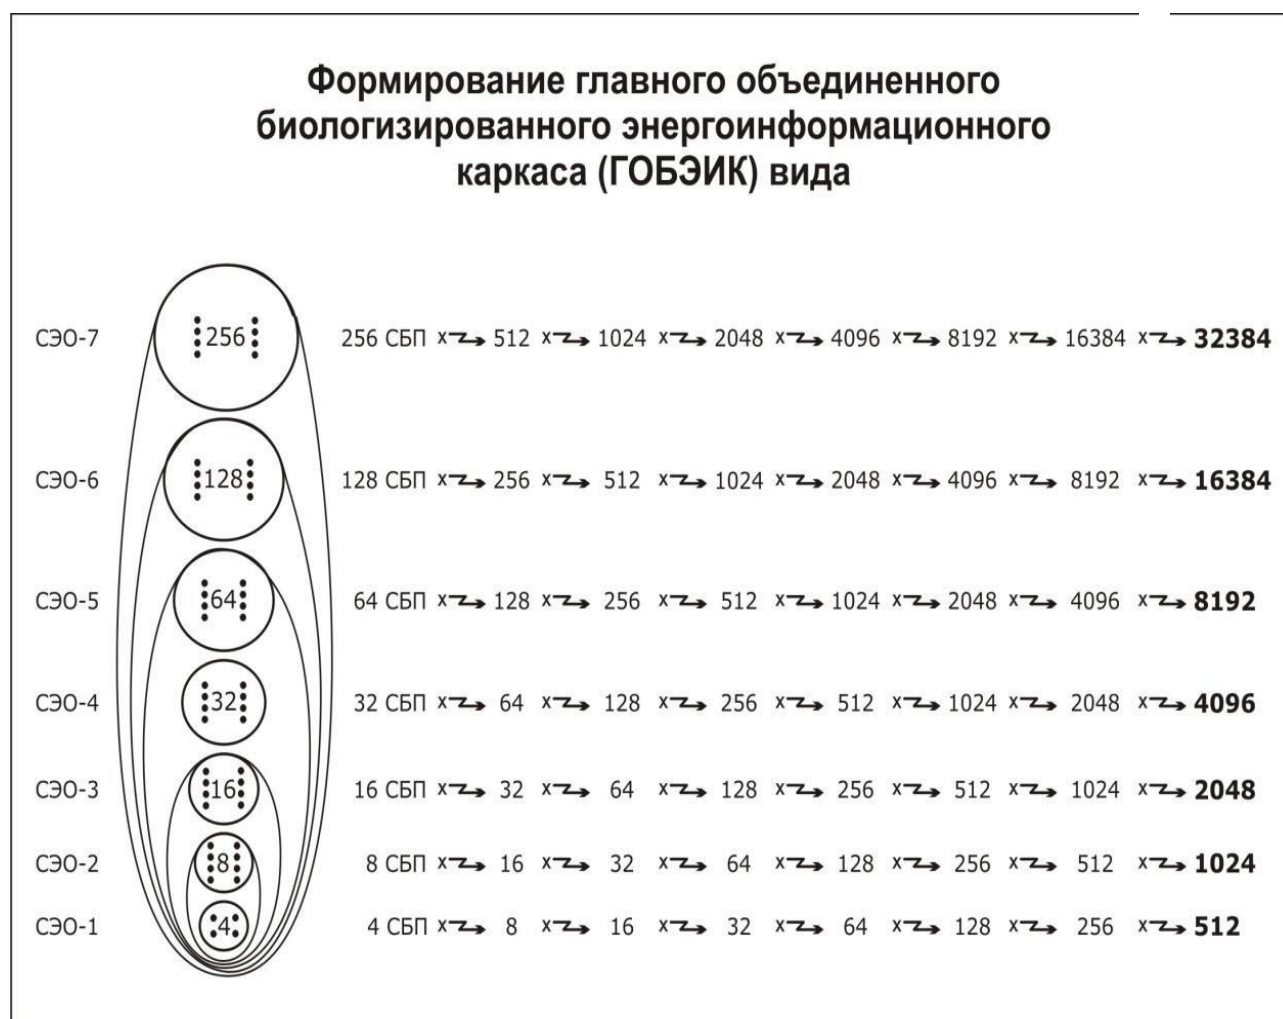 Формирование главного объединенного
биологизированного энергоинформационного
каркаса (ГОБЭИК) вида
СЭО-7 256 256 СБП x 512 x 1024 x 2048 x 4096 x 8192 x 16384 x 32384
СЭО-6 128 128 СБП x 256 x 512 x 1024 x 2048 x 4096 x 8192 x 16384
СЭО-5 64 64 СБП x 128 x 256 x 512 x 1024 x 2048 x 4096 x 8192
СЭО-4 32 32 СБП x 64 x 128 x 256 x 512 x 1024 x 2048 x 4096
СЭО-3 16 16 СБП x 32 x 64 x 128 x 256 x 512 x 1024 x 2048
СЭО-2 8 8 СБП x 16 x 32 x 64 x 128 x 256 x 512 x 1024
СЭО-1 4 4 СБП x 8 x 16 x 32 x 64 x 128 x 256 x 512